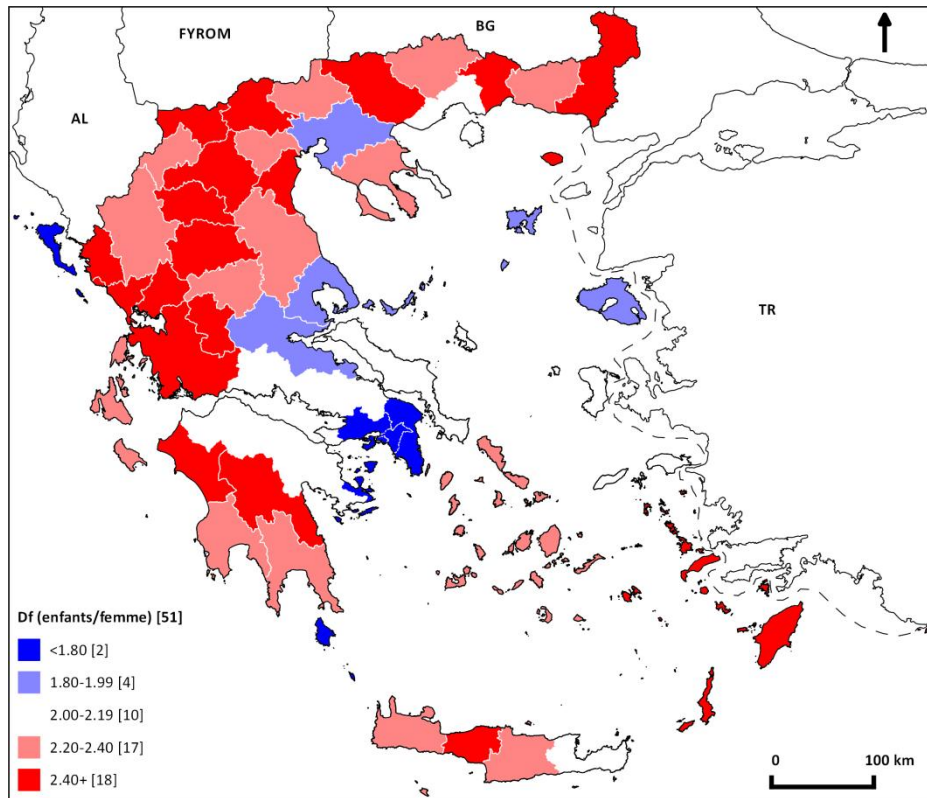 FYROM
BG
AL
TR
Df (enfants/femme) [51]
<1.80 [2]
1.80-1.99 [4]
2.00-2.19 [10]
2.20-2.40 [17]
2.40+ [18]
0 100 km